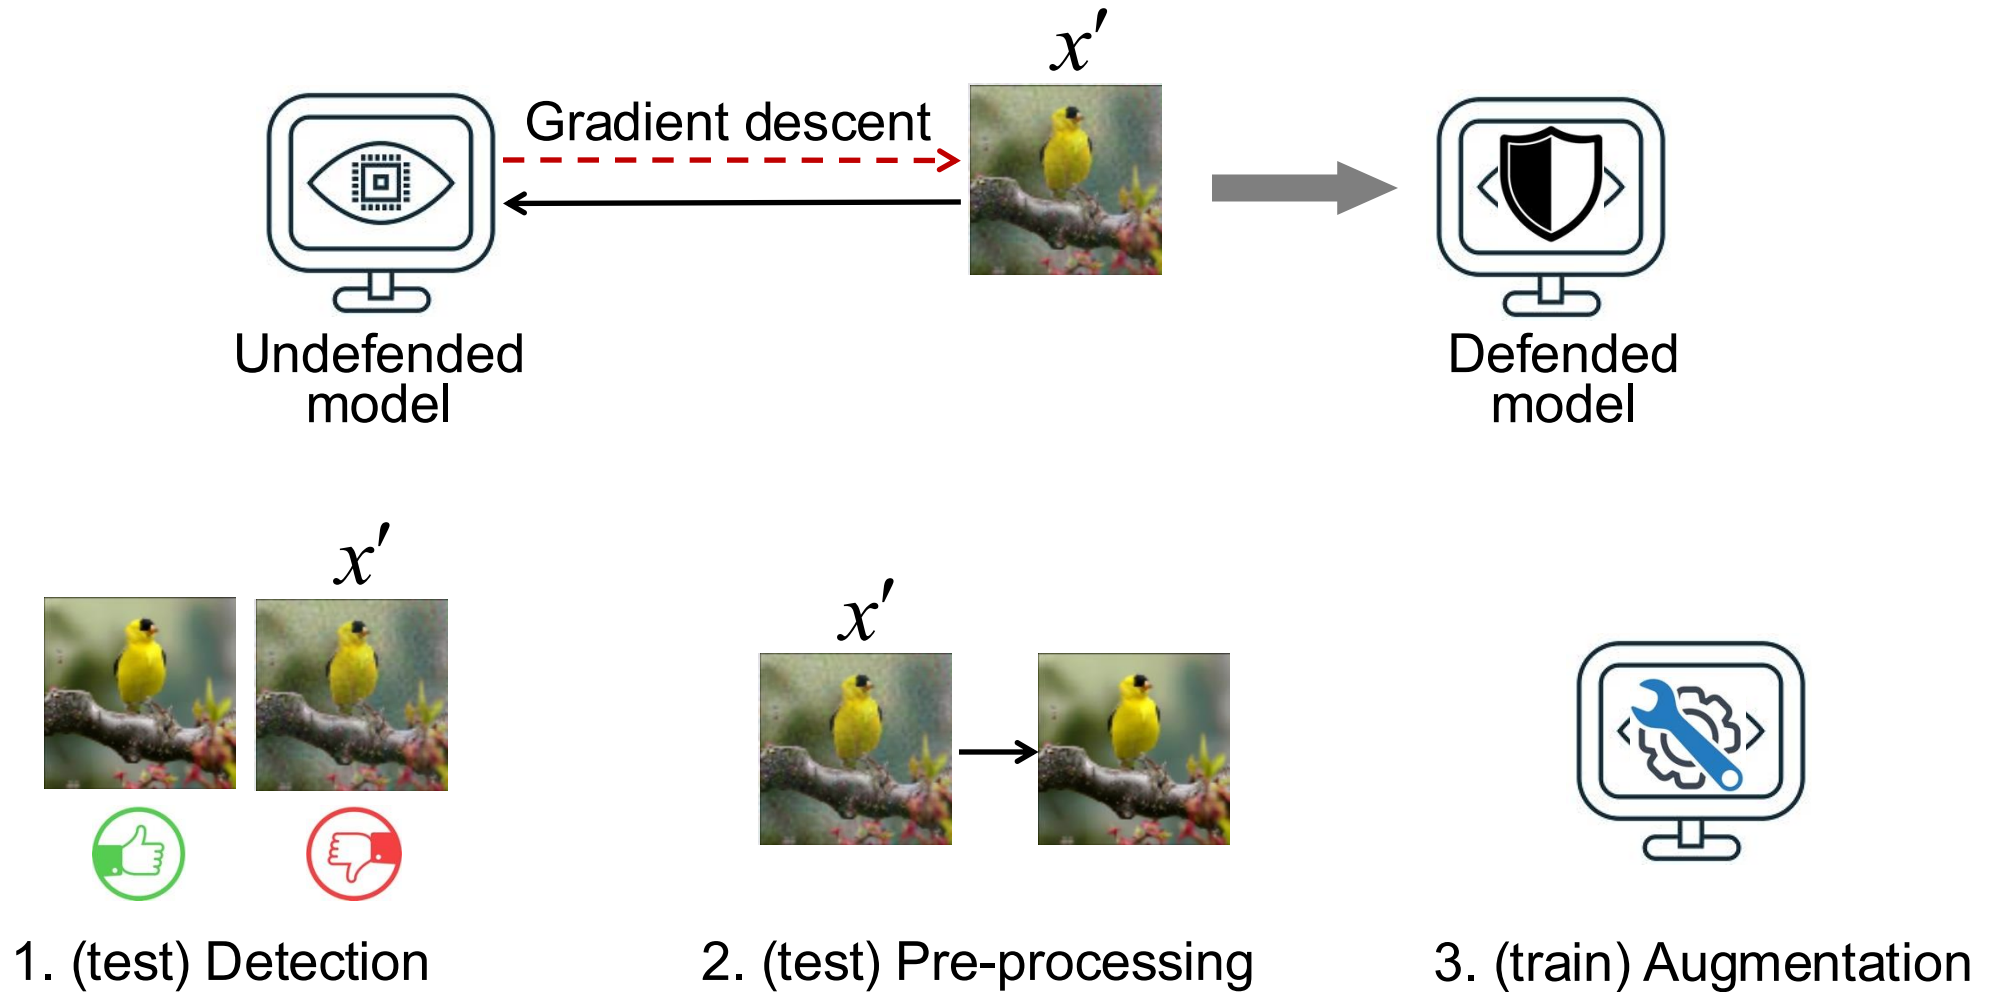 x′
Gradient descent
Undefended
model
Defended
model
x′
x′
1. (test) Detection
2. (test) Pre-processing
3. (train) Augmentation